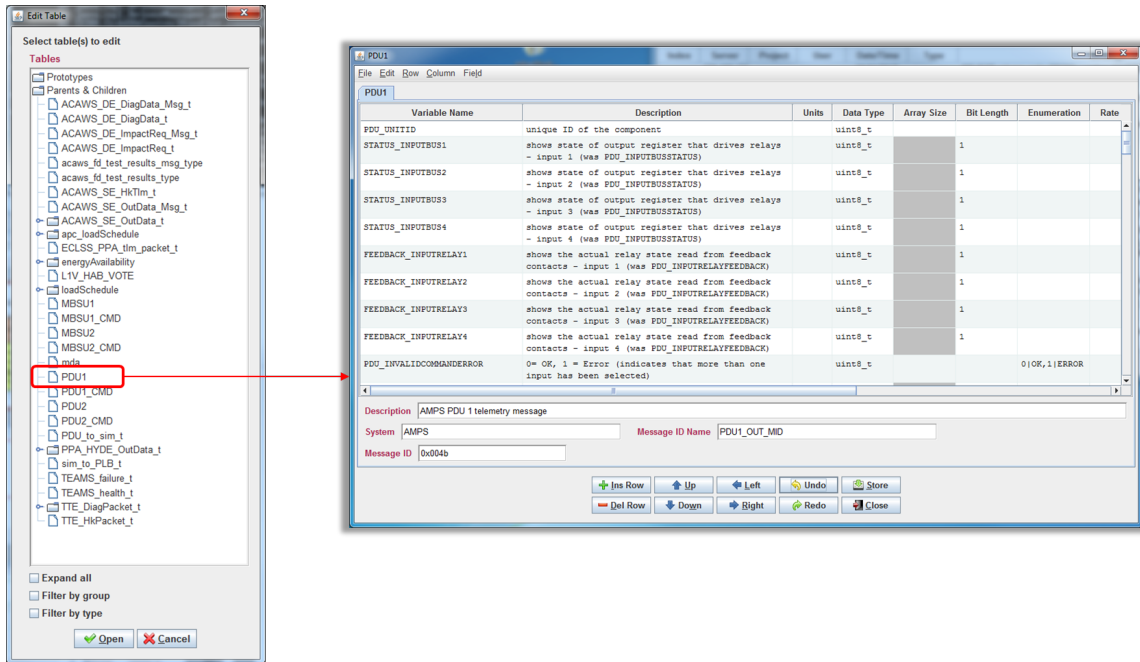 Edit Table
Select table(s) to edit
Tables
Prototypes
Parents & Children
ACAWS_DE_DiagData_Msg_t
ACAWS_DE_DiagData_t
ACAWS_DE_ImpactReq_Msg_t
ACAWS_DE_ImpactReq_t
acaws_fd_test_results_msg_type
acaws_fd_test_results_type
ACAWS_SE_HkTlm_t
ACAWS_SE_OutData_Msg_t
ACAWS_SE_OutData_t
apc_loadSchedule
ECLSS_PPA_tlm_packet_t
energyAvailability
L1V_HAB_VOTE
loadSchedule
MBSU1
MBSU1_CMD
MBSU2
MBSU2_CMD
mda
PDU1
PDU1_CMD
PDU2
PDU2_CMD
PDU_to_sim_t
PPA_HYDE_OutData_t
sim_to_PLB_t
TEAMS_failure_t
TEAMS_health_t
TTE_DiagPacket_t
TTE_HkPacket_t
Expand all
Filter by group
Filter by type
Open Cancel
PDU1
File Edit Row Column Field
PDU1
Variable Name Description Units Data Type Array Size Bit Length Enumeration Rate
PDU_UNITID unique ID of the component uint8_t
STATUS_INPUTBUS1 shows state of output register that drives relays uint8_t 1
- input 1 (was PDU_INPUTBUSSTATUS)
STATUS_INPUTBUS2 shows state of output register that drives relays uint8_t 1
- input 2 (was PDU_INPUTBUSSTATUS)
STATUS_INPUTBUS3 shows state of output register that drives relays uint8_t 1
- input 3 (was PDU_INPUTBUSSTATUS)
STATUS_INPUTBUS4 shows state of output register that drives relays uint8_t 1
- input 4 (was PDU_INPUTBUSSTATUS)
FEEDBACK_INPUTRELAY1 shows the actual relay state read from feedback uint8_t 1
contacts - input 1 (was PDU_INPUTRELAYFEEDBACK)
FEEDBACK_INPUTRELAY2 shows the actual relay state read from feedback uint8_t 1
contacts - input 2 (was PDU_INPUTRELAYFEEDBACK)
FEEDBACK_INPUTRELAY3 shows the actual relay state read from feedback uint8_t 1
contacts - input 3 (was PDU_INPUTRELAYFEEDBACK)
FEEDBACK_INPUTRELAY4 shows the actual relay state read from feedback uint8_t 1
contacts - input 4 (was PDU_INPUTRELAYFEEDBACK)
PDU_INVALIDCOMMANDERROR 0= OK, 1 = Error (indicates that more than one uint8_t 0|OK,1|ERROR
input has been selected)
Description AMPS PDU 1 telemetry message
System AMPS Message ID Name PDU1_OUT_MID
Message ID 0x004b
Ins Row Up Left Undo Store
Del Row Down Right Redo Close